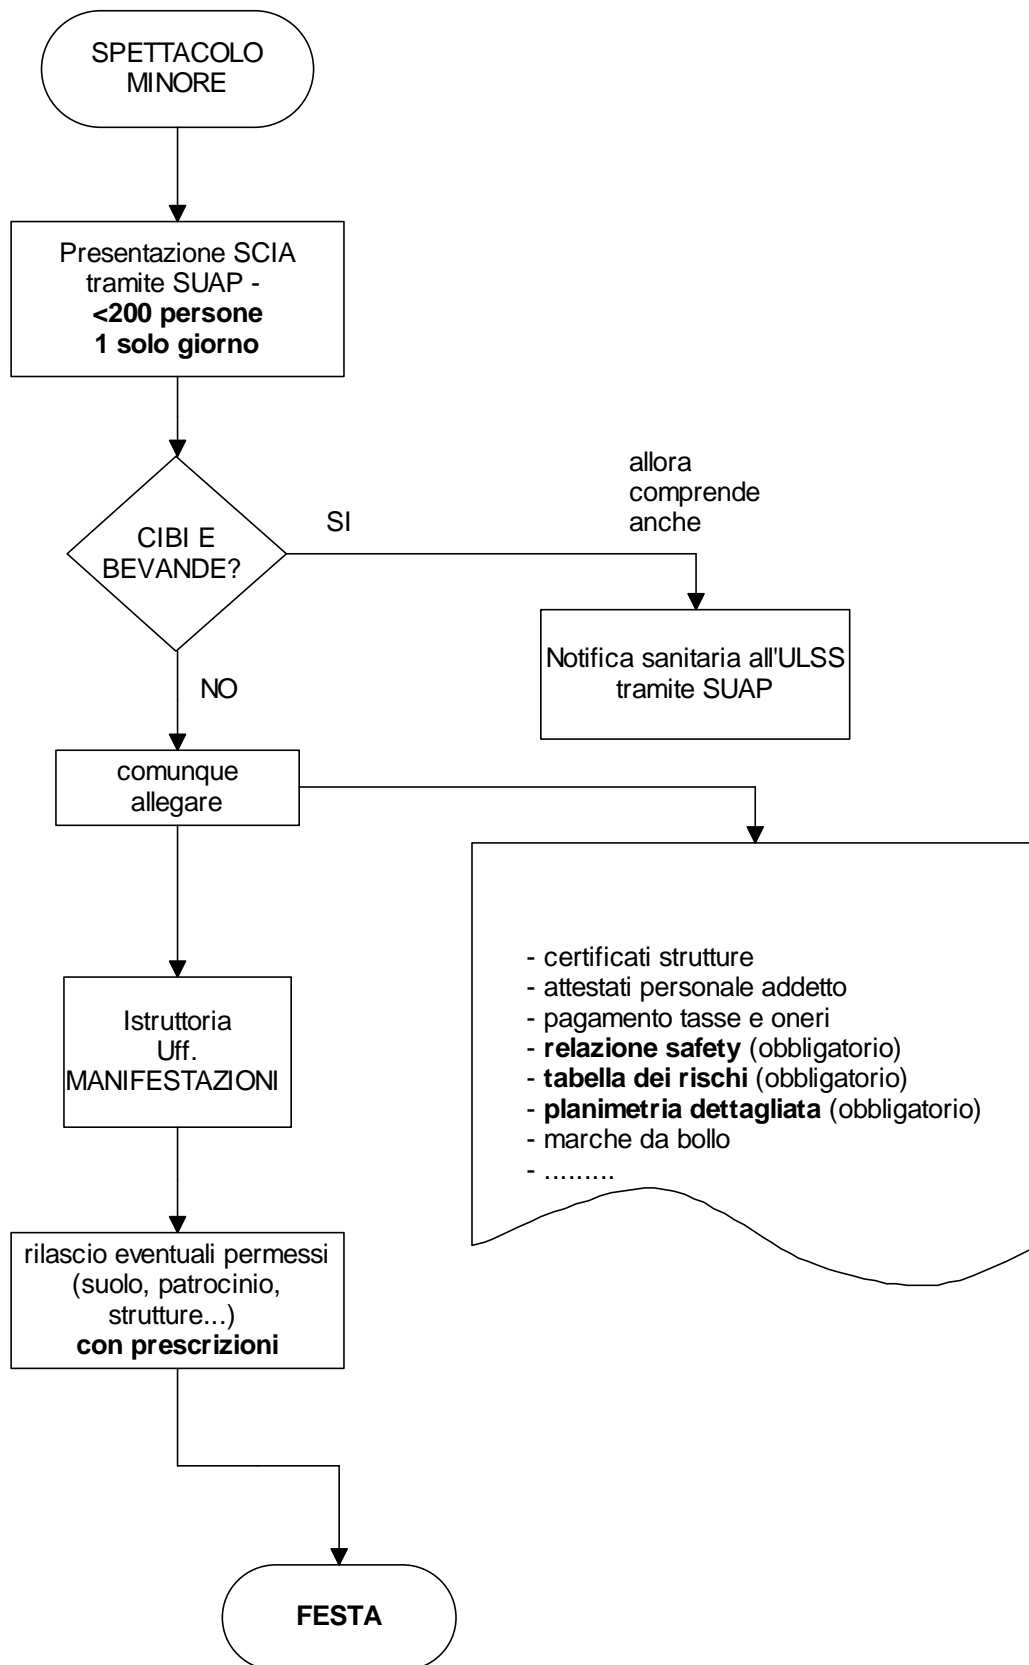 SPETTACOLO
MINORE
Presentazione SCIA
tramite SUAP -
<200 persone
1 solo giorno
CIBI E
BEVANDE?
SI
allora
comprende
anche
Notifica sanitaria all'ULSS
tramite SUAP
NO
comunque
allegare
- certificati strutture
- attestati personale addetto
- pagamento tasse e oneri
- relazione safety (obbligatorio)
- tabella dei rischi (obbligatorio)
- planimetria dettagliata (obbligatorio)
- marche da bollo
- .........
Istruttoria
Uff.
MANIFESTAZIONI
rilascio eventuali permessi
(suolo, patrocinio,
strutture...)
con prescrizioni
FESTA